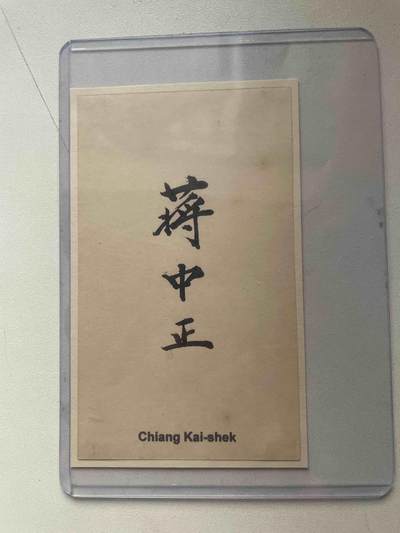 蔣中正
Chiang Kai-shek